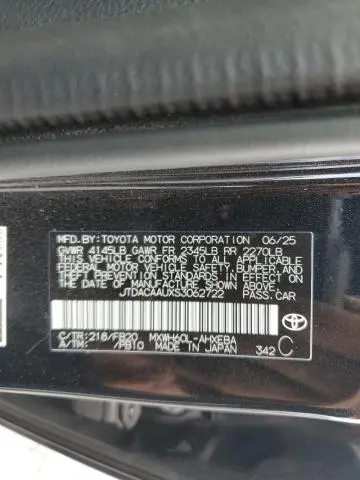 MFD.BY:TOYOTA MOTOR CORPORATION 06/25
GVWR 4145LB GAWR FR 2345LB RR 2270LB
THIS VEHICLE CONFORMS TO ALL APPLICABLE
FEDERAL MOTOR VEHICLE SAFETY, BUMPER, AND
THEFT PREVENTION STANDARDS IN EFFECT ON
THE DATE OF MANUFACTURE SHOWN ABOVE.
JTDACAAUXS3062722 PASS.CAR
C/TR:218/FB20 MXWH60L-AHXEBA
A/TM: /PB10 MADE IN JAPAN 342 C